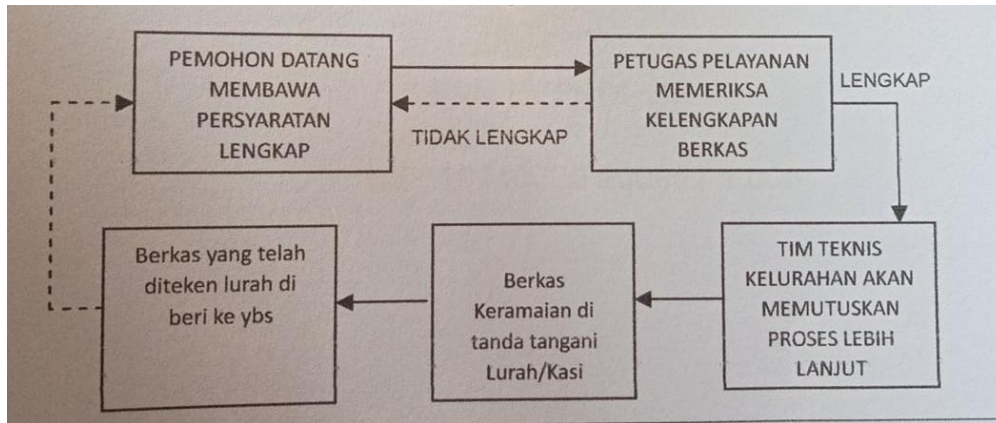 PEMOHON DATANG
MEMBAWA
PERSYARATAN
LENGKAP
TIDAK LENGKAP
PETUGAS PELAYANAN
MEMERIKSA
KELENGKAPAN
BERKAS
LENGKAP
TIM TEKNIS
KELURAHAN AKAN
MEMUTUSKAN
PROSES LEBIH
LANJUT
Berkas
Keramaian di
tanda tangani
Lurah/Kasi
Berkas yang telah
diteken lurah di
beri ke ybs